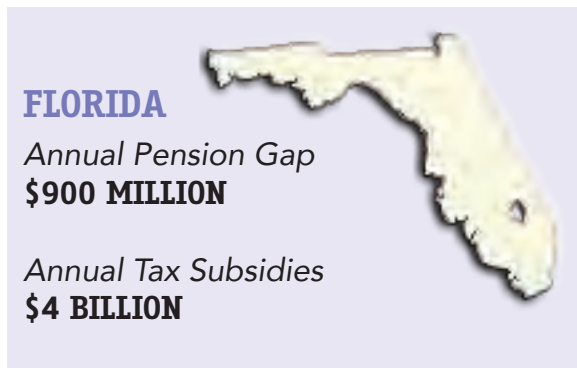 FLORIDA
Annual Pension Gap
$900 MILLION
Annual Tax Subsidies
$4 BILLION